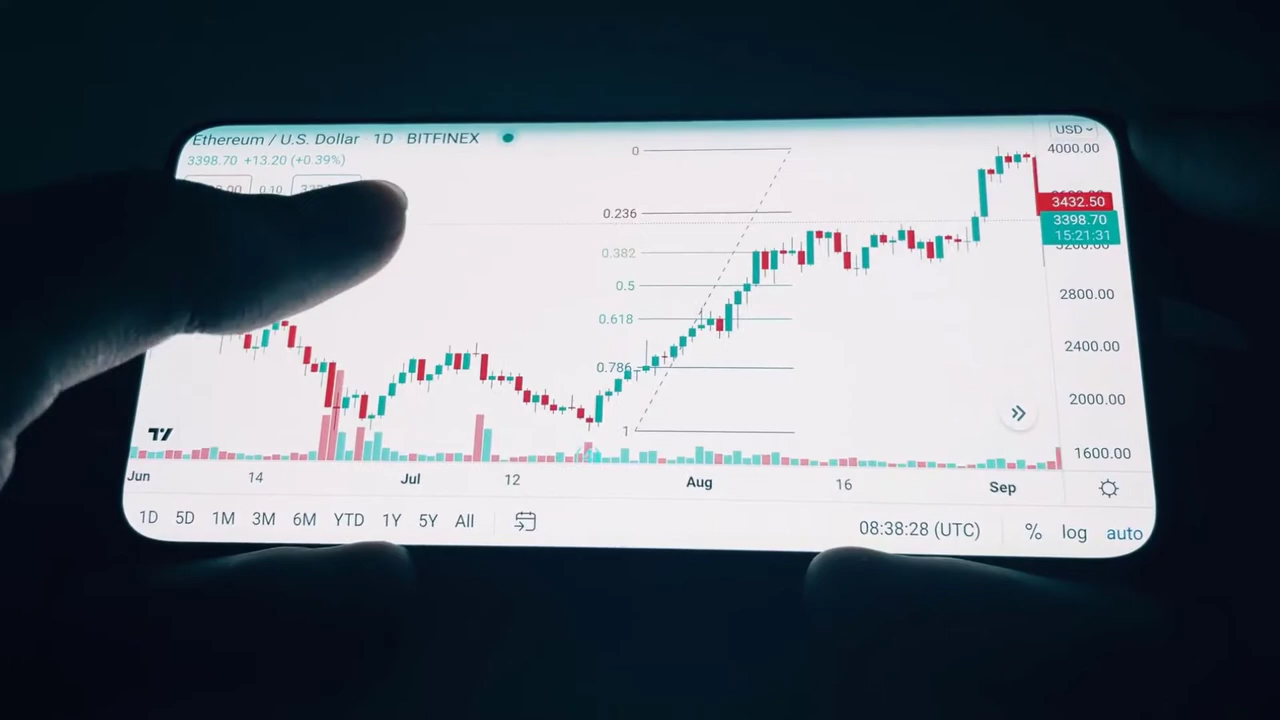 Ethereum / U.S. Dollar 1D BITFINEX
USD
3398.70 +13.20 (+0.39%)
0.10
0
0.236
0.382
0.5
0.618
0.786
1
4000.00
3432.50
3398.70
15:21:31
2800.00
2400.00
2000.00
1600.00
Jun 14 Jul 12 Aug 16 Sep
1D 5D 1M 3M 6M YTD 1Y 5Y All
08:38:28 (UTC) % log auto